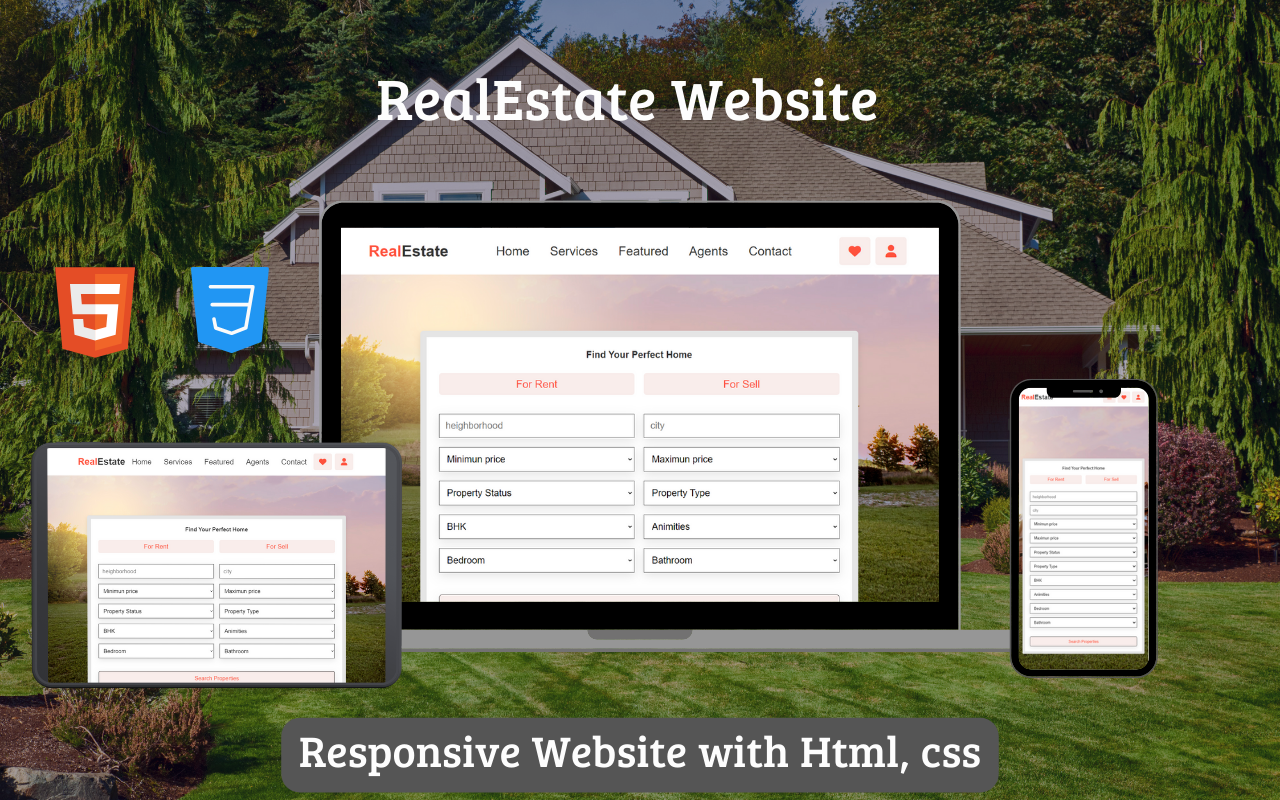 RealEstate Website
RealEstate Home Services Featured Agents Contact
Find Your Perfect Home
For Rent For Sell
neighborhood city
Minimun price Maximun price
Property Status Property Type
BHK Animities
Bedroom Bathroom
RealEstate Home Services Featured Agents Contact
Find Your Perfect Home
For Rent For Sell
neighborhood city
Minimun price Maximun price
Property Status Property Type
BHK Animities
Bedroom Bathroom
Search Properties
RealEstate
Find Your Perfect Home
For Rent For Sell
neighborhood
city
Minimun price
Maximun price
Property Status
Property Type
BHK
Animities
Bedroom
Bathroom
Search Properties
Responsive Website with Html, css